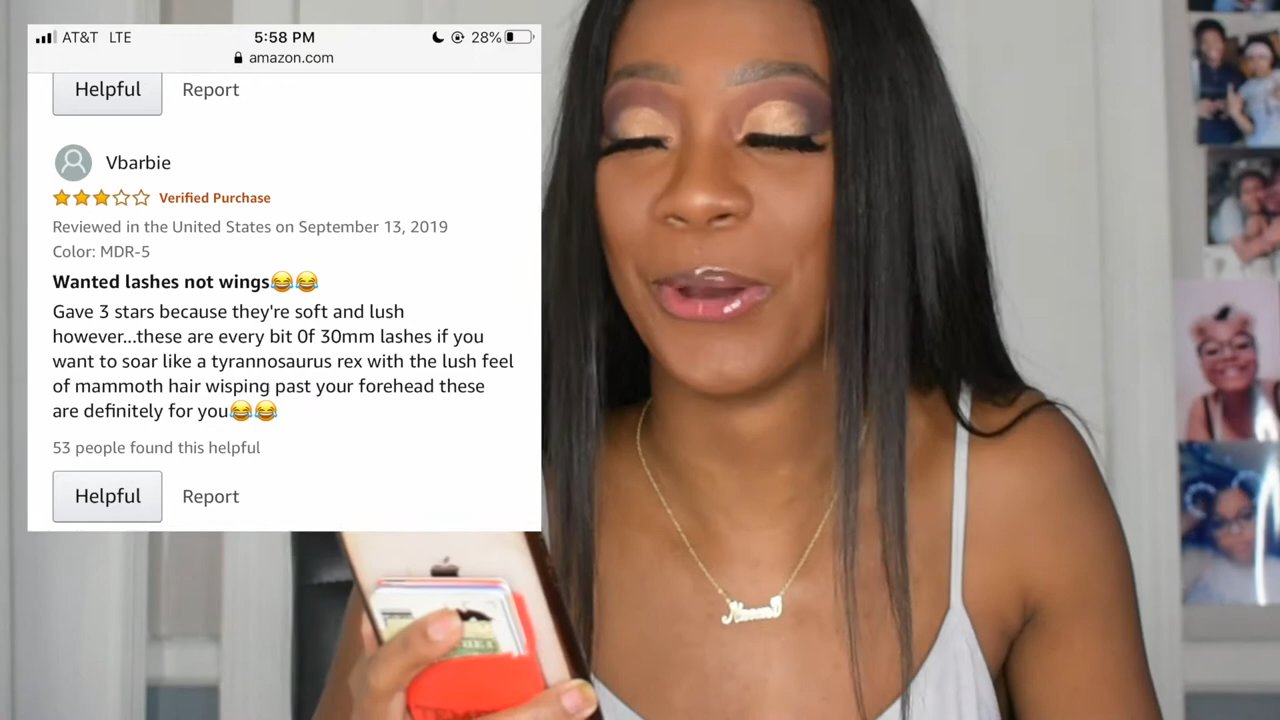 AT&T LTE 5:58 PM 28%
amazon.com
Helpful Report
Vbarbie
Verified Purchase
Reviewed in the United States on September 13, 2019
Color: MDR-5
Wanted lashes not wings😂😂
Gave 3 stars because they're soft and lush
however...these are every bit 0f 30mm lashes if you
want to soar like a tyrannosaurus rex with the lush feel
of mammoth hair wisping past your forehead these
are definitely for you😂😂
53 people found this helpful
Helpful Report